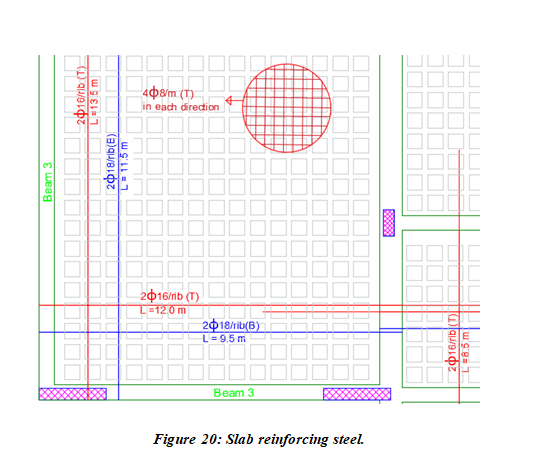 4ϕ8/m (T)
in each direction
2ϕ16/rib (T)
L =13.5 m
2ϕ18/rib(B)
L = 11.5 m
Beam 3
2ϕ16/rib (T)
L =12.0 m
2ϕ18/rib(B)
L = 9.5 m
2ϕ16/rib(T)
L=8.5 m
Beam 3
Figure 20: Slab reinforcing steel.